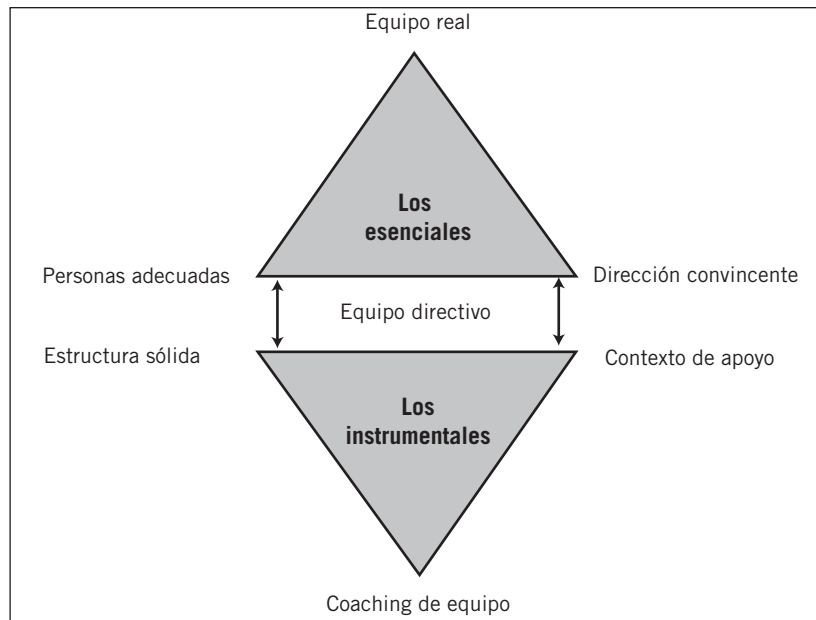 Equipo real
Los
esenciales
Personas adecuadas
Dirección convincente
Equipo directivo
Estructura sólida
Contexto de apoyo
Los
instrumentales
Coaching de equipo